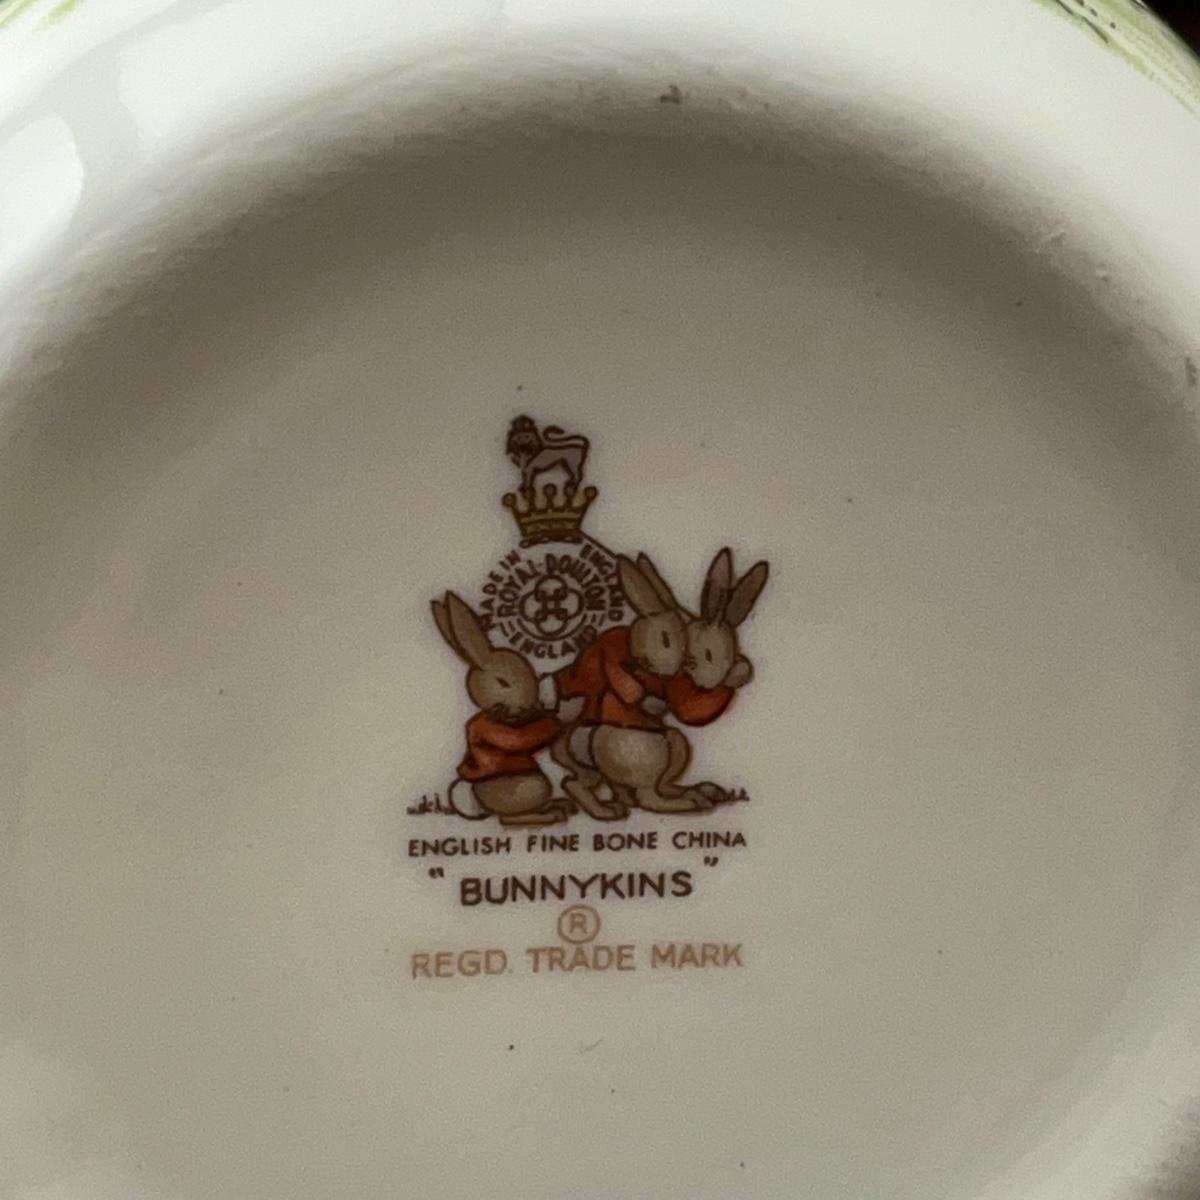 MADE IN ENGLAND
ROYAL·DOULTON
ENGLAND
ENGLISH FINE BONE CHINA
"BUNNYKINS"
®
REGD. TRADE MARK